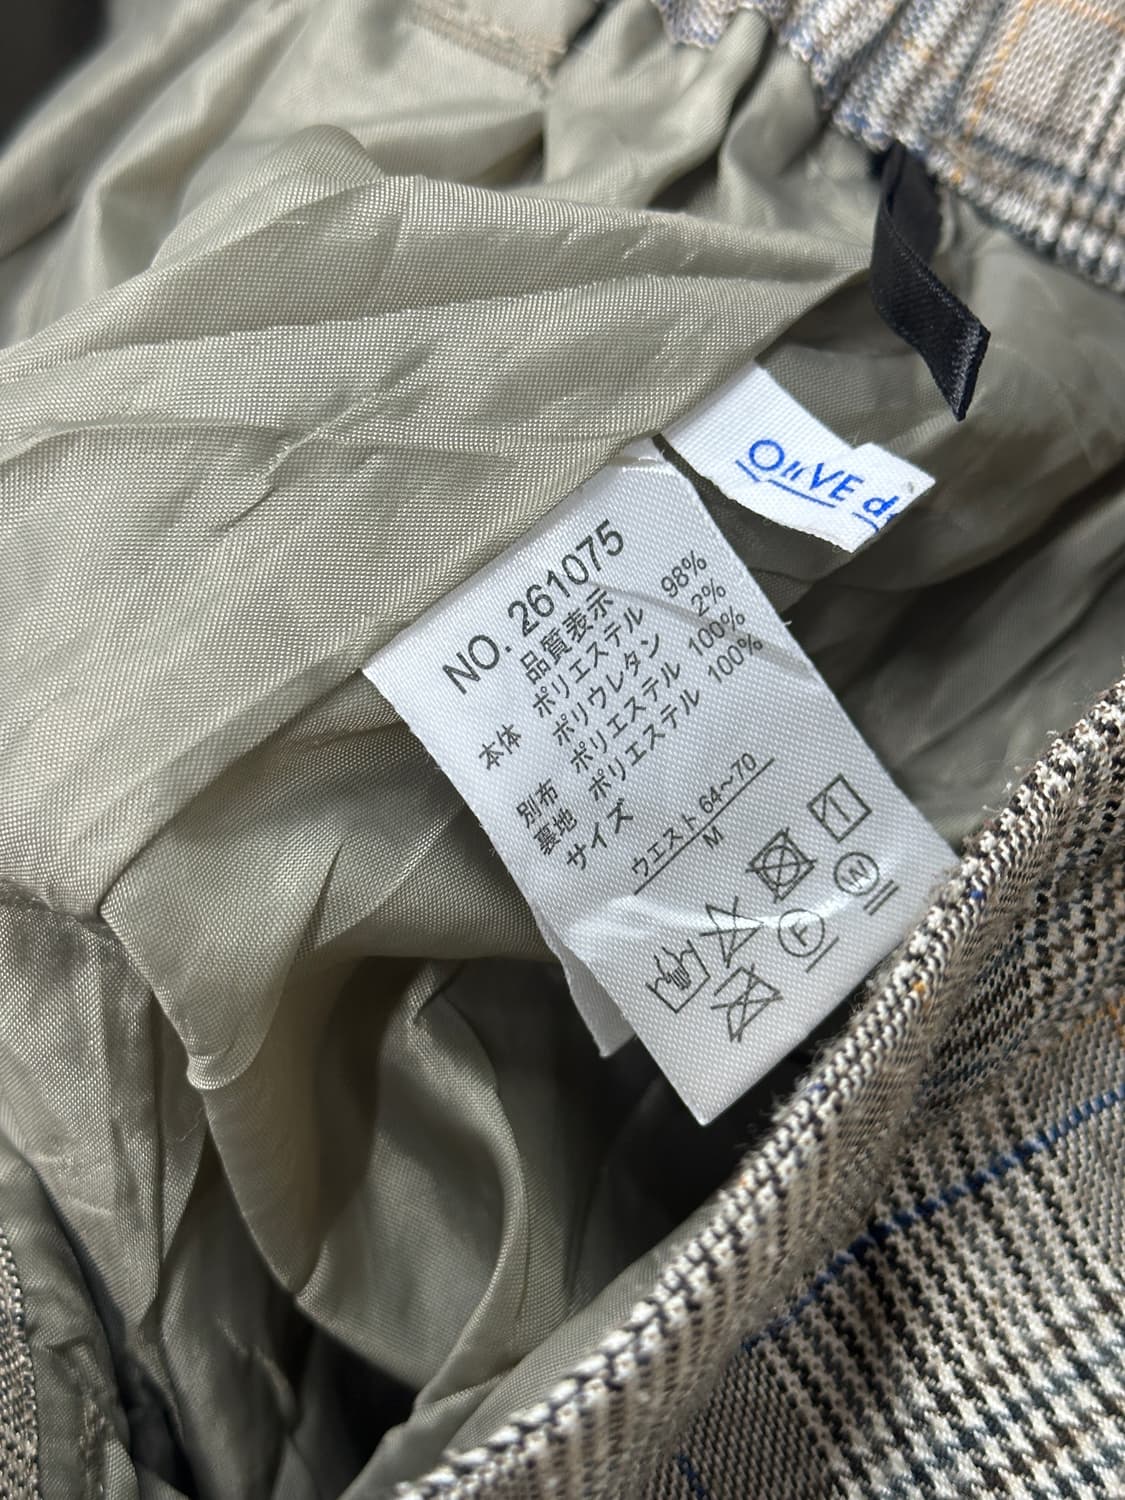 OLIVE d
NO. 261075
品質表示
本体 ポリエステル 98%
ポリウレタン 2%
別布 ポリエステル 100%
裏地 ポリエステル 100%
サイズ
ウエスト 64~70
M
F
W